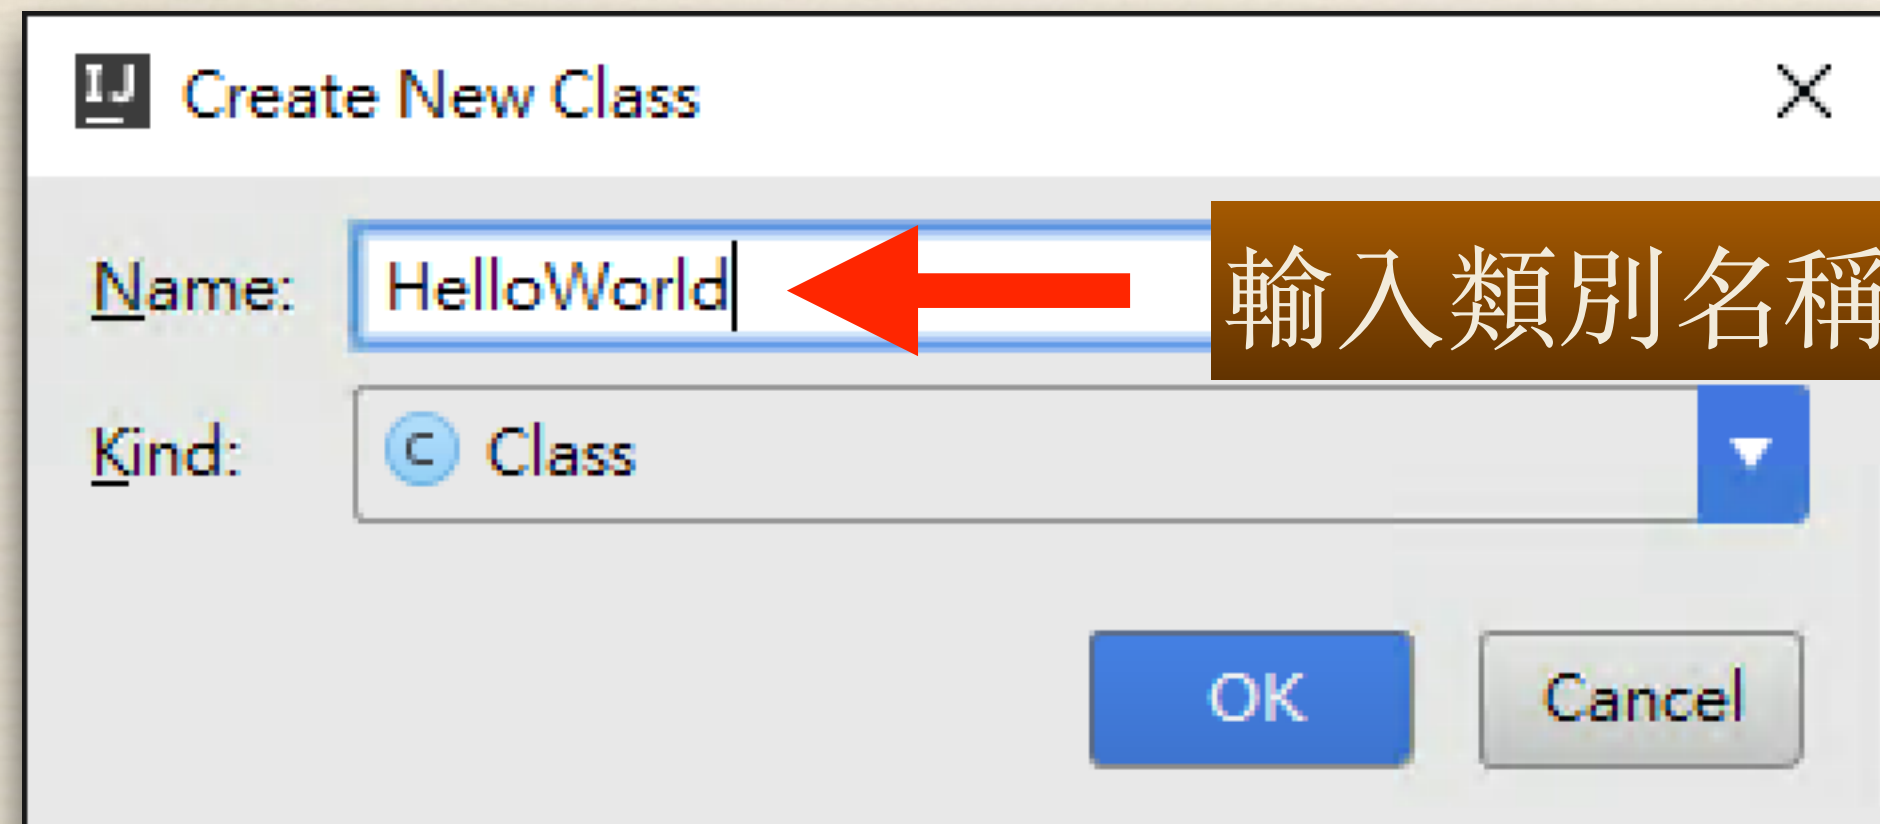 IJ Create New Class
Name: HelloWorld 輸入類別名稱
Kind: C Class
OK Cancel